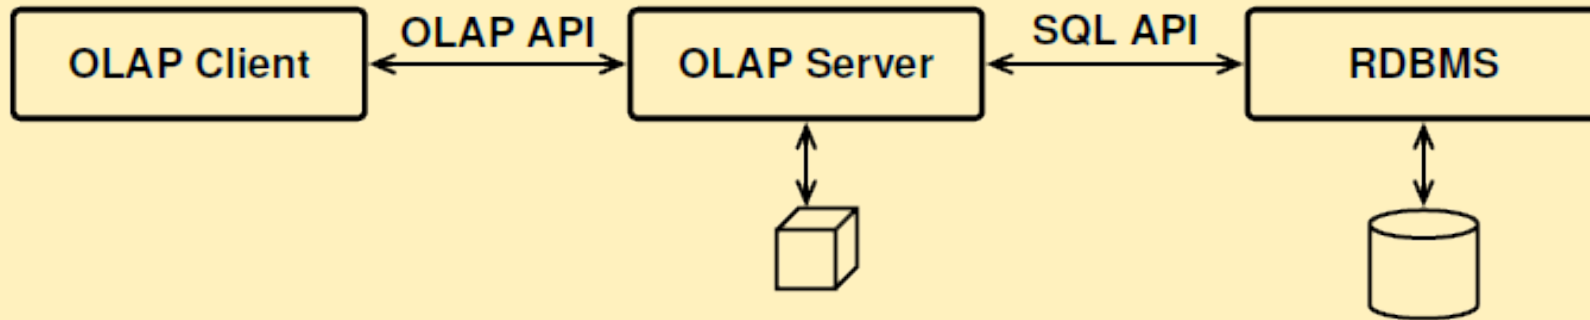 OLAP Client
OLAP API
OLAP Server
SQL API
RDBMS